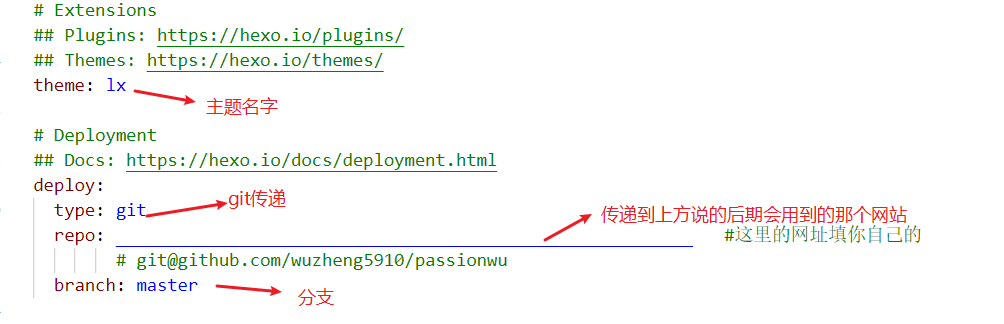 # Extensions
## Plugins: https://hexo.io/plugins/
## Themes: https://hexo.io/themes/
theme: lx
主题名字
# Deployment
## Docs: https://hexo.io/docs/deployment.html
deploy:
type: git
git传递
传递到上方说的后期会用到的那个网站
repo: #这里的网址填你自己的
# git@github.com/wuzheng5910/passionwu
branch: master
分支